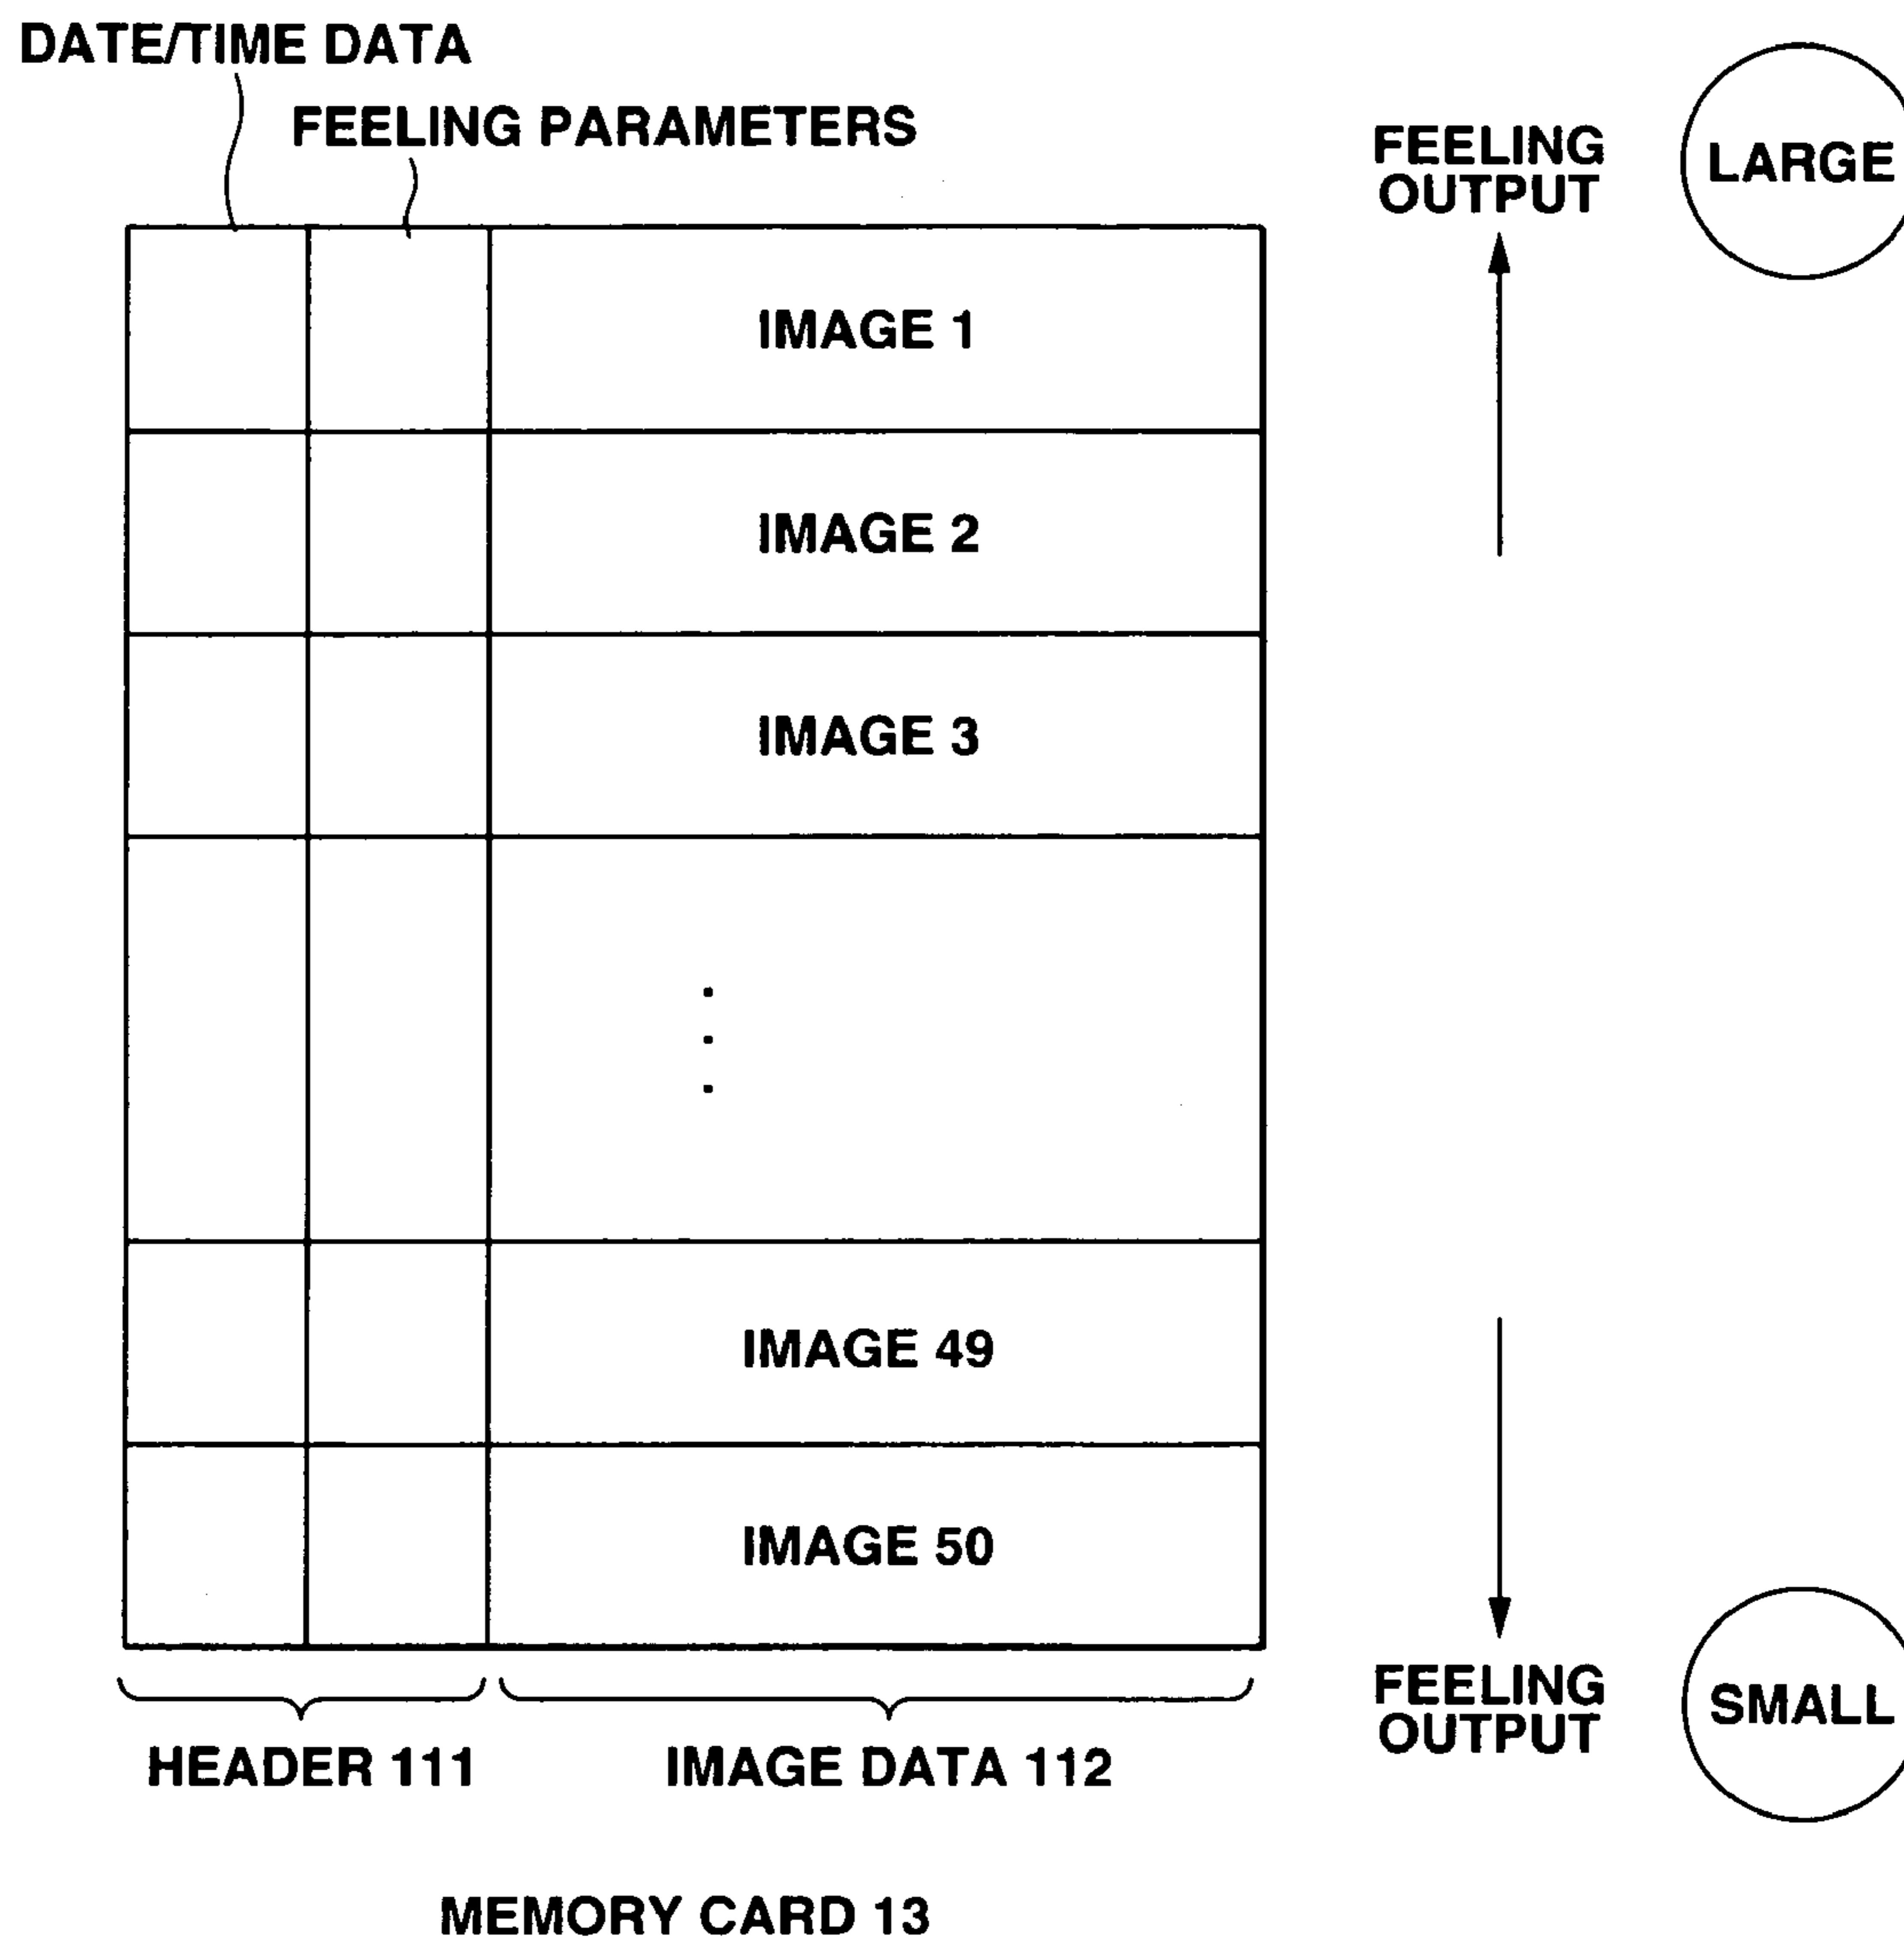 DATE/TIME DATA
FEELING PARAMETERS
FEELING
OUTPUT
LARGE
IMAGE 1
IMAGE 2
IMAGE 3
IMAGE 49
IMAGE 50
FEELING
OUTPUT
SMALL
HEADER 111
IMAGE DATA 112
MEMORY CARD 13